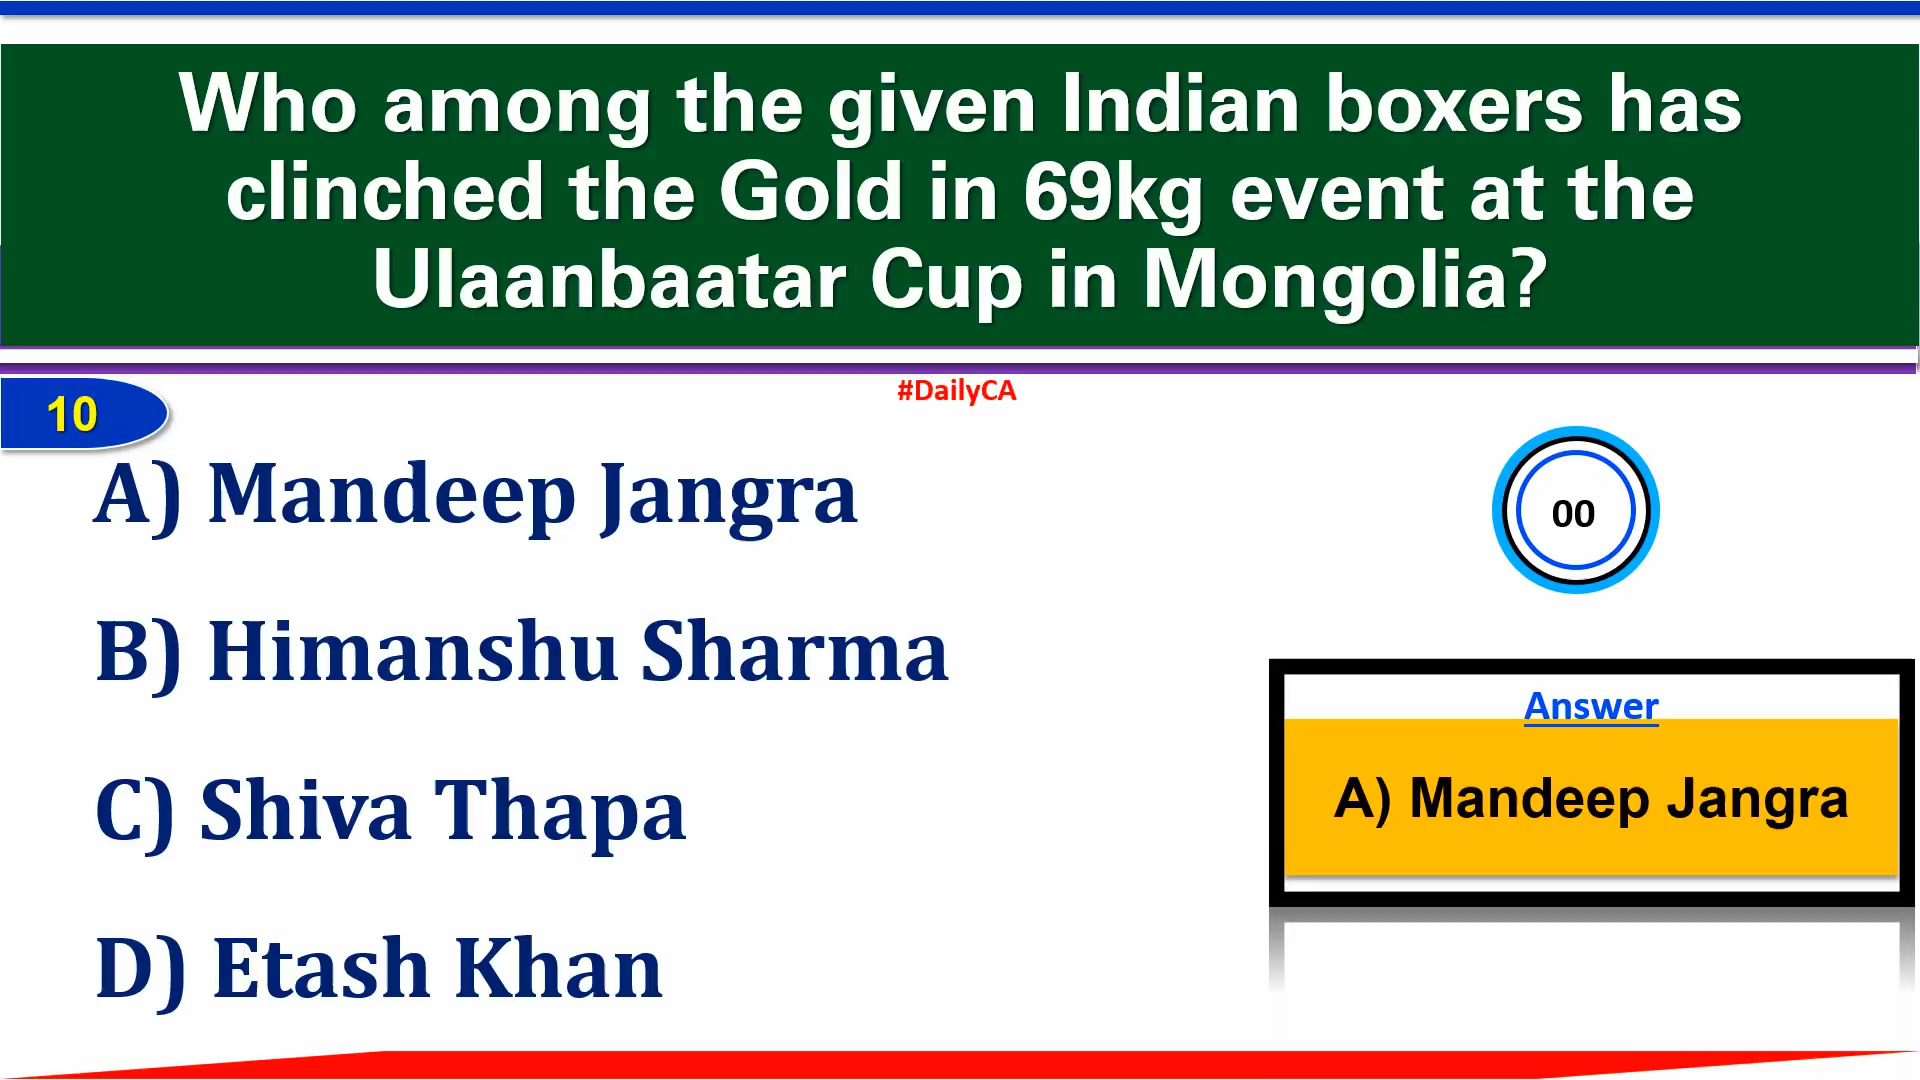 Who among the given Indian boxers has
clinched the Gold in 69kg event at the
Ulaanbaatar Cup in Mongolia?
#DailyCA
10
A) Mandeep Jangra
00
B) Himanshu Sharma
Answer
C) Shiva Thapa
A) Mandeep Jangra
D) Etash Khan